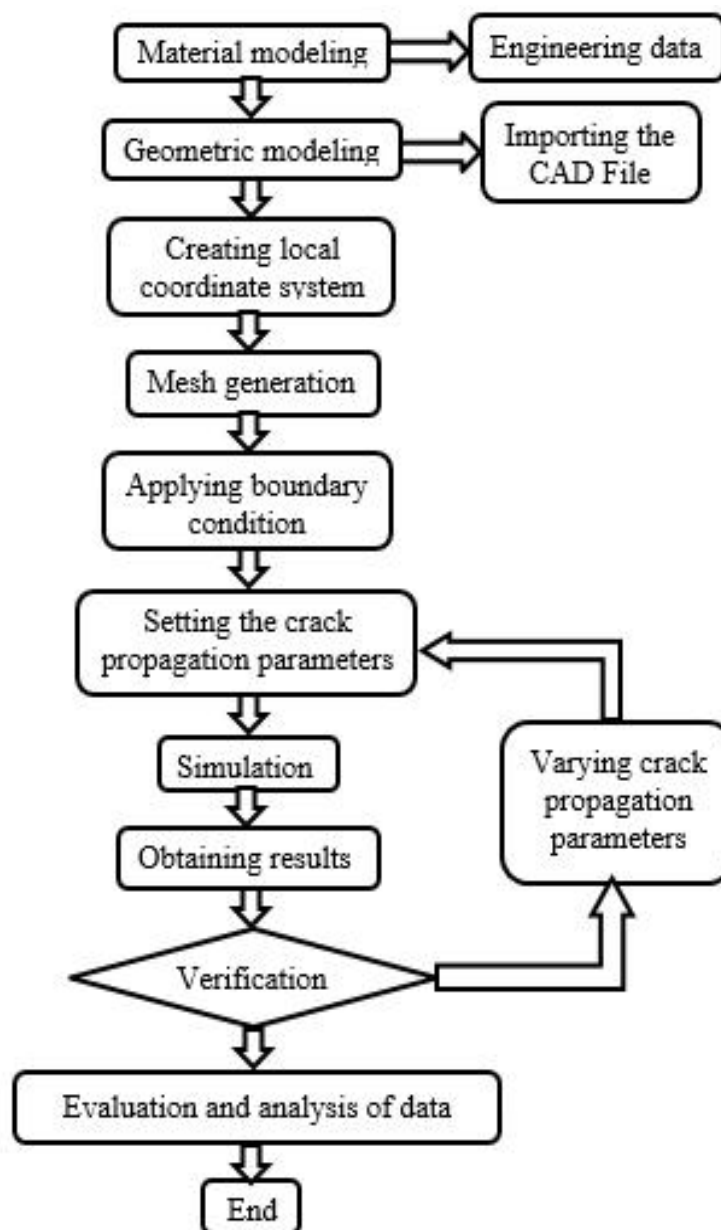 Material modeling
Engineering data
Geometric modeling
Importing the
CAD File
Creating local
coordinate system
Mesh generation
Applying boundary
condition
Setting the crack
propagation parameters
Simulation
Varying crack
propagation
parameters
Obtaining results
Verification
Evaluation and analysis of data
End